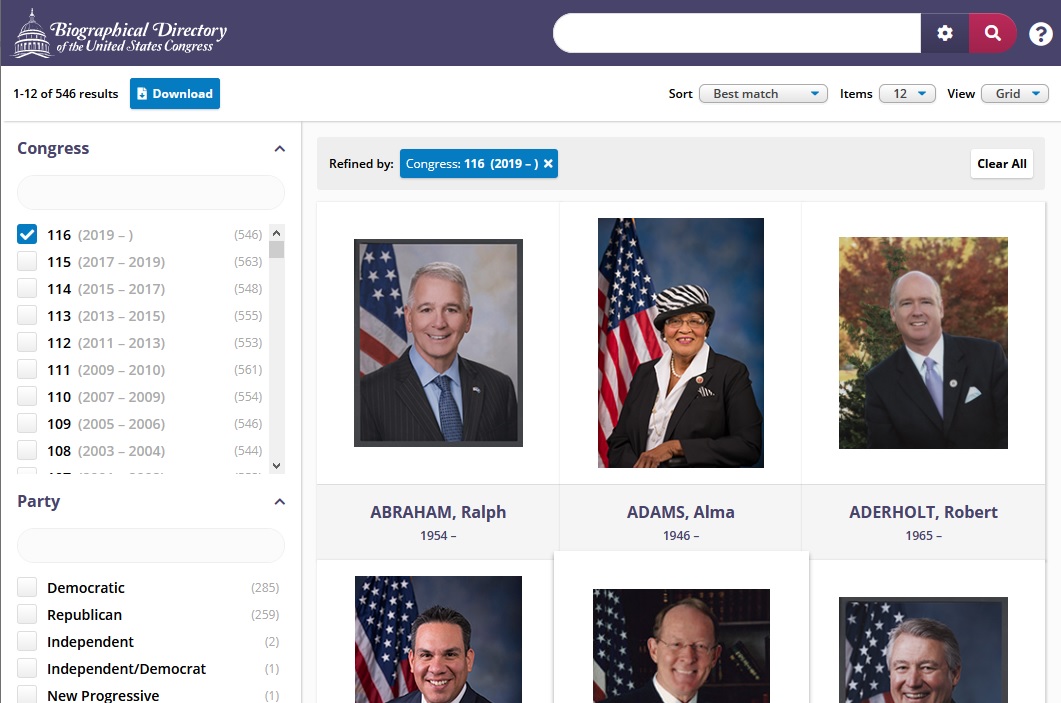 Biographical Directory
of the United States Congress
?
1-12 of 546 results
Download
Sort Best match Items 12 View Grid
Congress
116 (2019 – ) (546)
115 (2017 – 2019) (563)
114 (2015 – 2017) (548)
113 (2013 – 2015) (555)
112 (2011 – 2013) (553)
111 (2009 – 2010) (561)
110 (2007 – 2009) (554)
109 (2005 – 2006) (546)
108 (2003 – 2004) (544)
Party
Democratic (285)
Republican (259)
Independent (2)
Independent/Democrat (1)
New Progressive (1)
Refined by: Congress: 116 (2019 – ) ×
Clear All
ABRAHAM, Ralph
1954 –
ADAMS, Alma
1946 –
ADERHOLT, Robert
1965 –